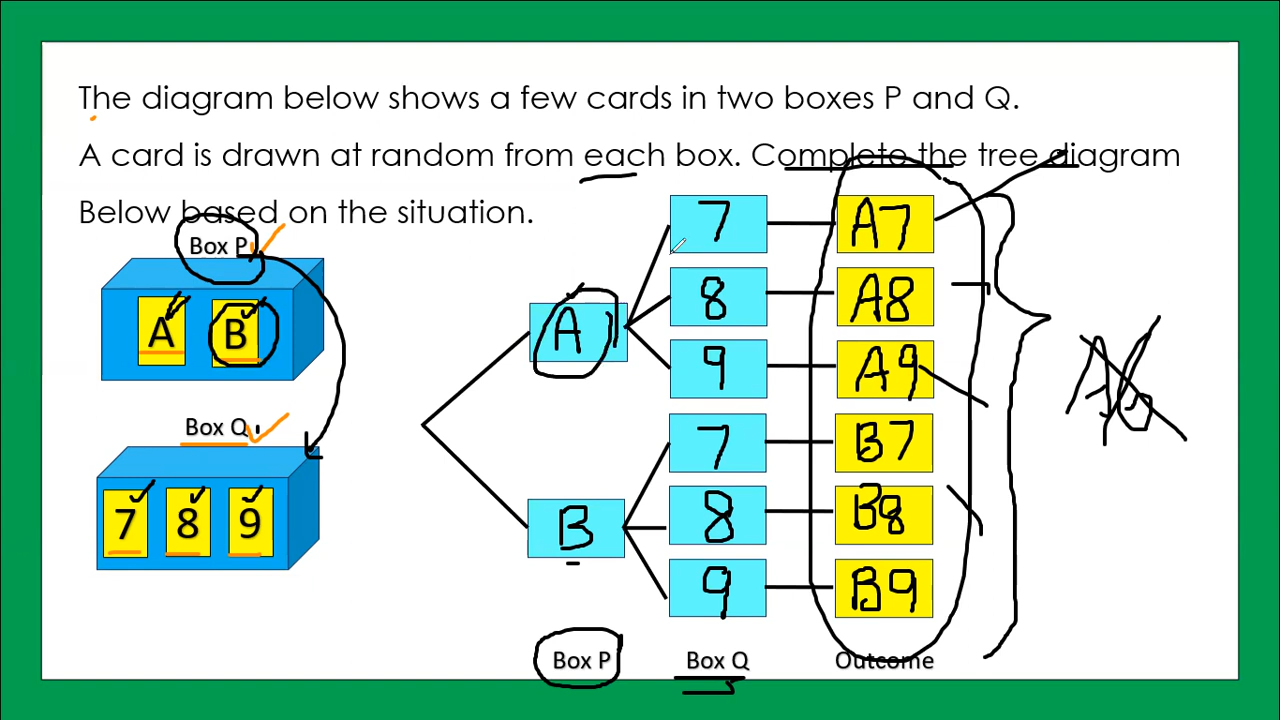 The diagram below shows a few cards in two boxes P and Q.
A card is drawn at random from each box. Complete the tree diagram
Below based on the situation.
Box P
A B
Box Q
7 8 9
A
B
7 A7
8 A8
9 A9
7 B7
8 B8
9 B9
Box P Box Q Outcome